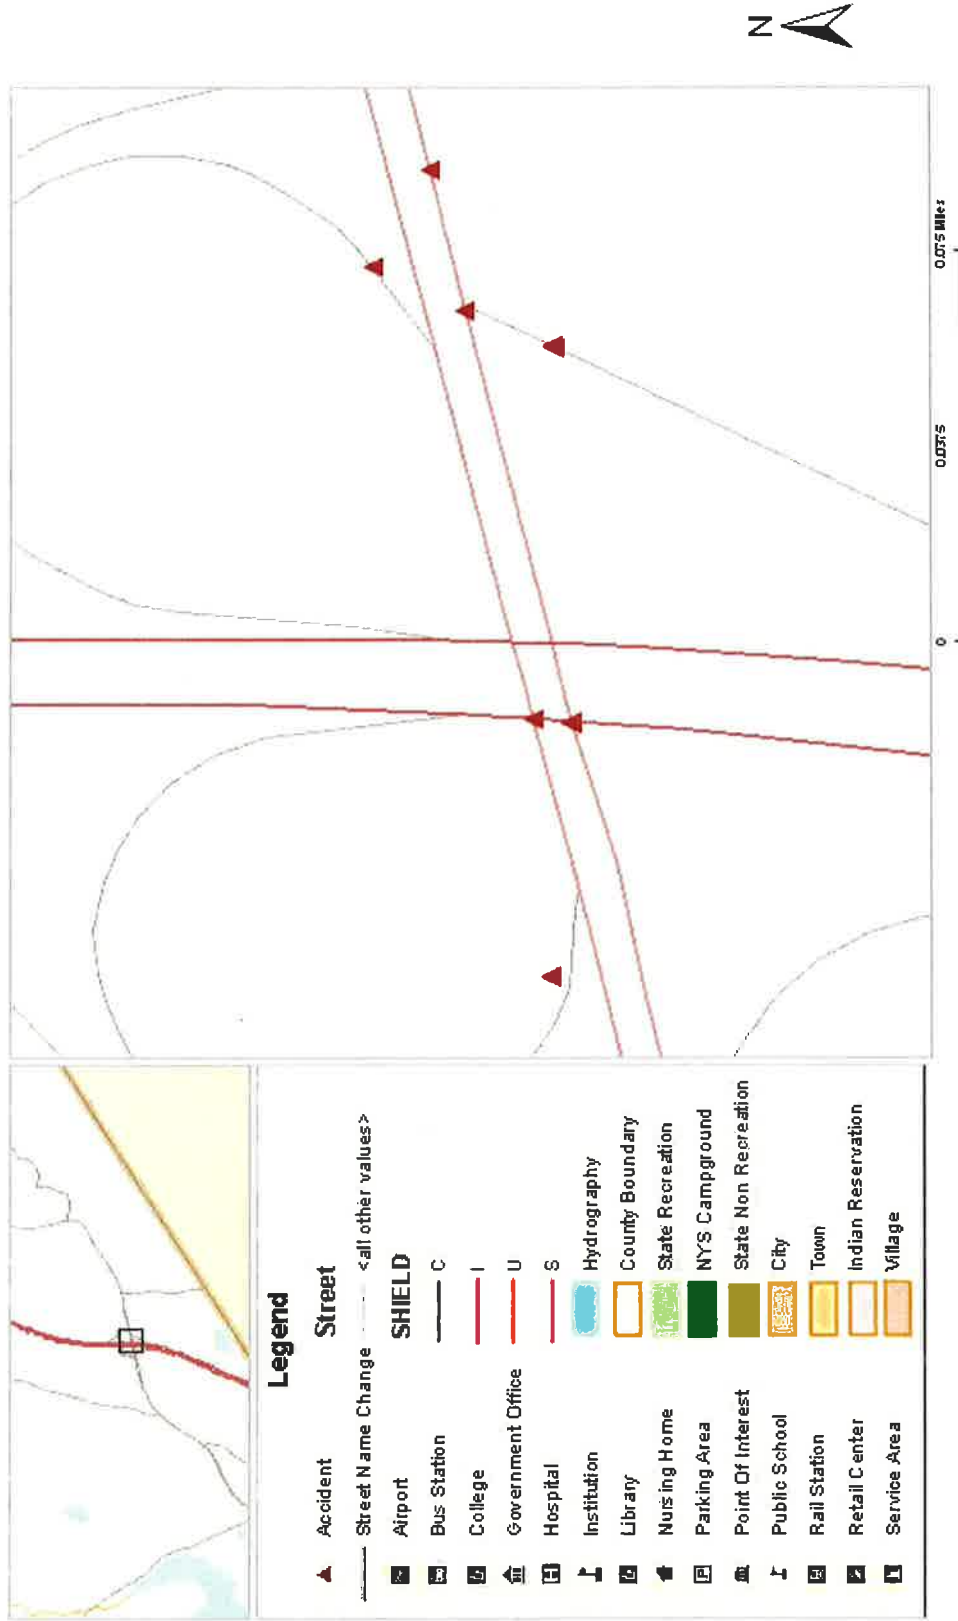 N
0
0.0375
0.075 Miles
Legend
Accident
Street Name Change
Airport
Bus Station
College
Government Office
Hospital
Institution
Library
Nursing Home
Parking Area
Point Of Interest
Public School
Rail Station
Retail Center
Service Area
Street
<all other values>
SHIELD
C
I
U
S
Hydrography
County Boundary
State Recreation
NYS Campground
State Non Recreation
City
Town
Indian Reservation
Village